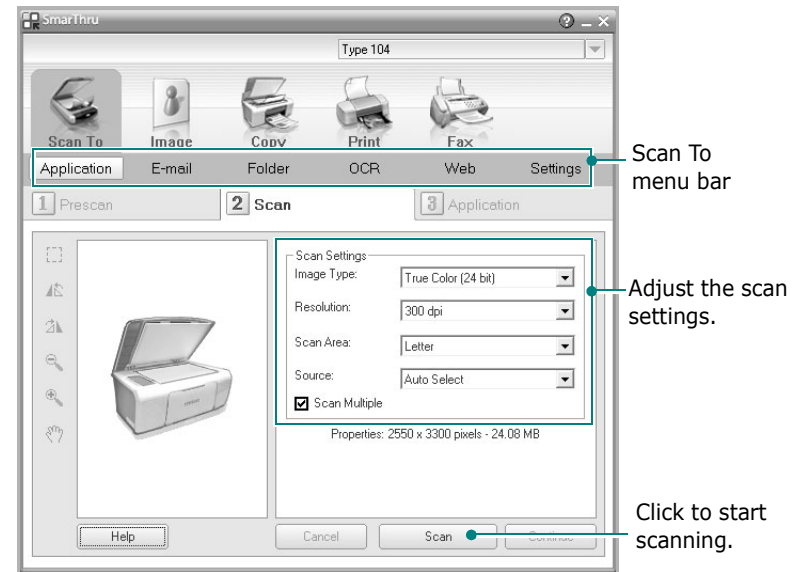 SmarThru
Type 104
Scan To Image Copy Print Fax
Application E-mail Folder OCR Web Settings
Scan To
menu bar
1 Prescan 2 Scan 3 Application
Scan Settings
Image Type: True Color (24 bit)
Resolution: 300 dpi
Scan Area: Letter
Source: Auto Select
Scan Multiple
Adjust the scan
settings.
Properties: 2550 x 3300 pixels - 24.08 MB
Help Cancel Scan Continue
Click to start
scanning.